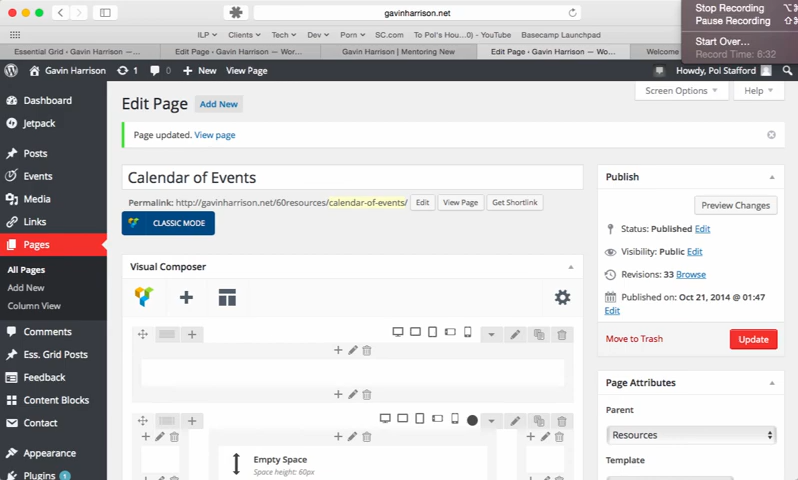 gavinharrison.net
Stop Recording
Pause Recording
Start Over...
Record Time: 6:32
ILP Clients Tech Dev Porn SC.com To Pol's Hou...0) - YouTube Basecamp Launchpad
Essential Grid ‹ Gavin Harrison... Edit Page ‹ Gavin Harrison — Wor... Gavin Harrison | Mentoring New Edit Page ‹ Gavin Harrison — Wo... Welcome
Gavin Harrison 1 0 + New View Page Howdy, Pol Stafford
Dashboard
Jetpack
Posts
Events
Media
Links
Pages
All Pages
Add New
Column View
Comments
Ess. Grid Posts
Feedback
Content Blocks
Contact
Appearance
Plugins 1
Screen Options Help
Edit Page Add New
Page updated. View page
Calendar of Events
Permalink: http://gavinharrison.net/60resources/calendar-of-events/ Edit View Page Get Shortlink
CLASSIC MODE
Visual Composer
Empty Space
Space height: 60px
Publish
Preview Changes
Status: Published Edit
Visibility: Public Edit
Revisions: 33 Browse
Published on: Oct 21, 2014 @ 01:47
Edit
Move to Trash Update
Page Attributes
Parent
Resources
Template